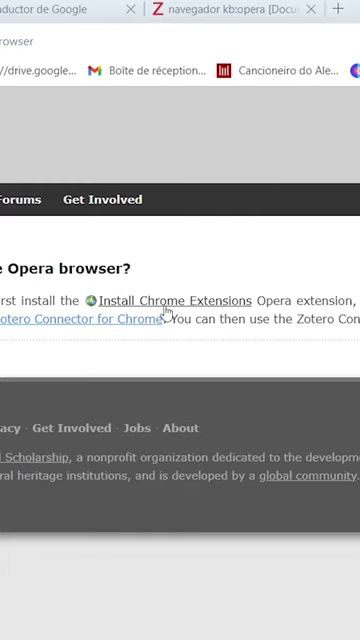 aductor de Google
navegador kb:opera [Docu
rowser
//drive.google...
Boîte de réception...
Cancioneiro do Ale...
Forums
Get Involved
e Opera browser?
irst install the Install Chrome Extensions Opera extension,
otero Connector for Chrome. You can then use the Zotero Con
acy · Get Involved · Jobs · About
l Scholarship, a nonprofit organization dedicated to the developme
ral heritage institutions, and is developed by a global community.